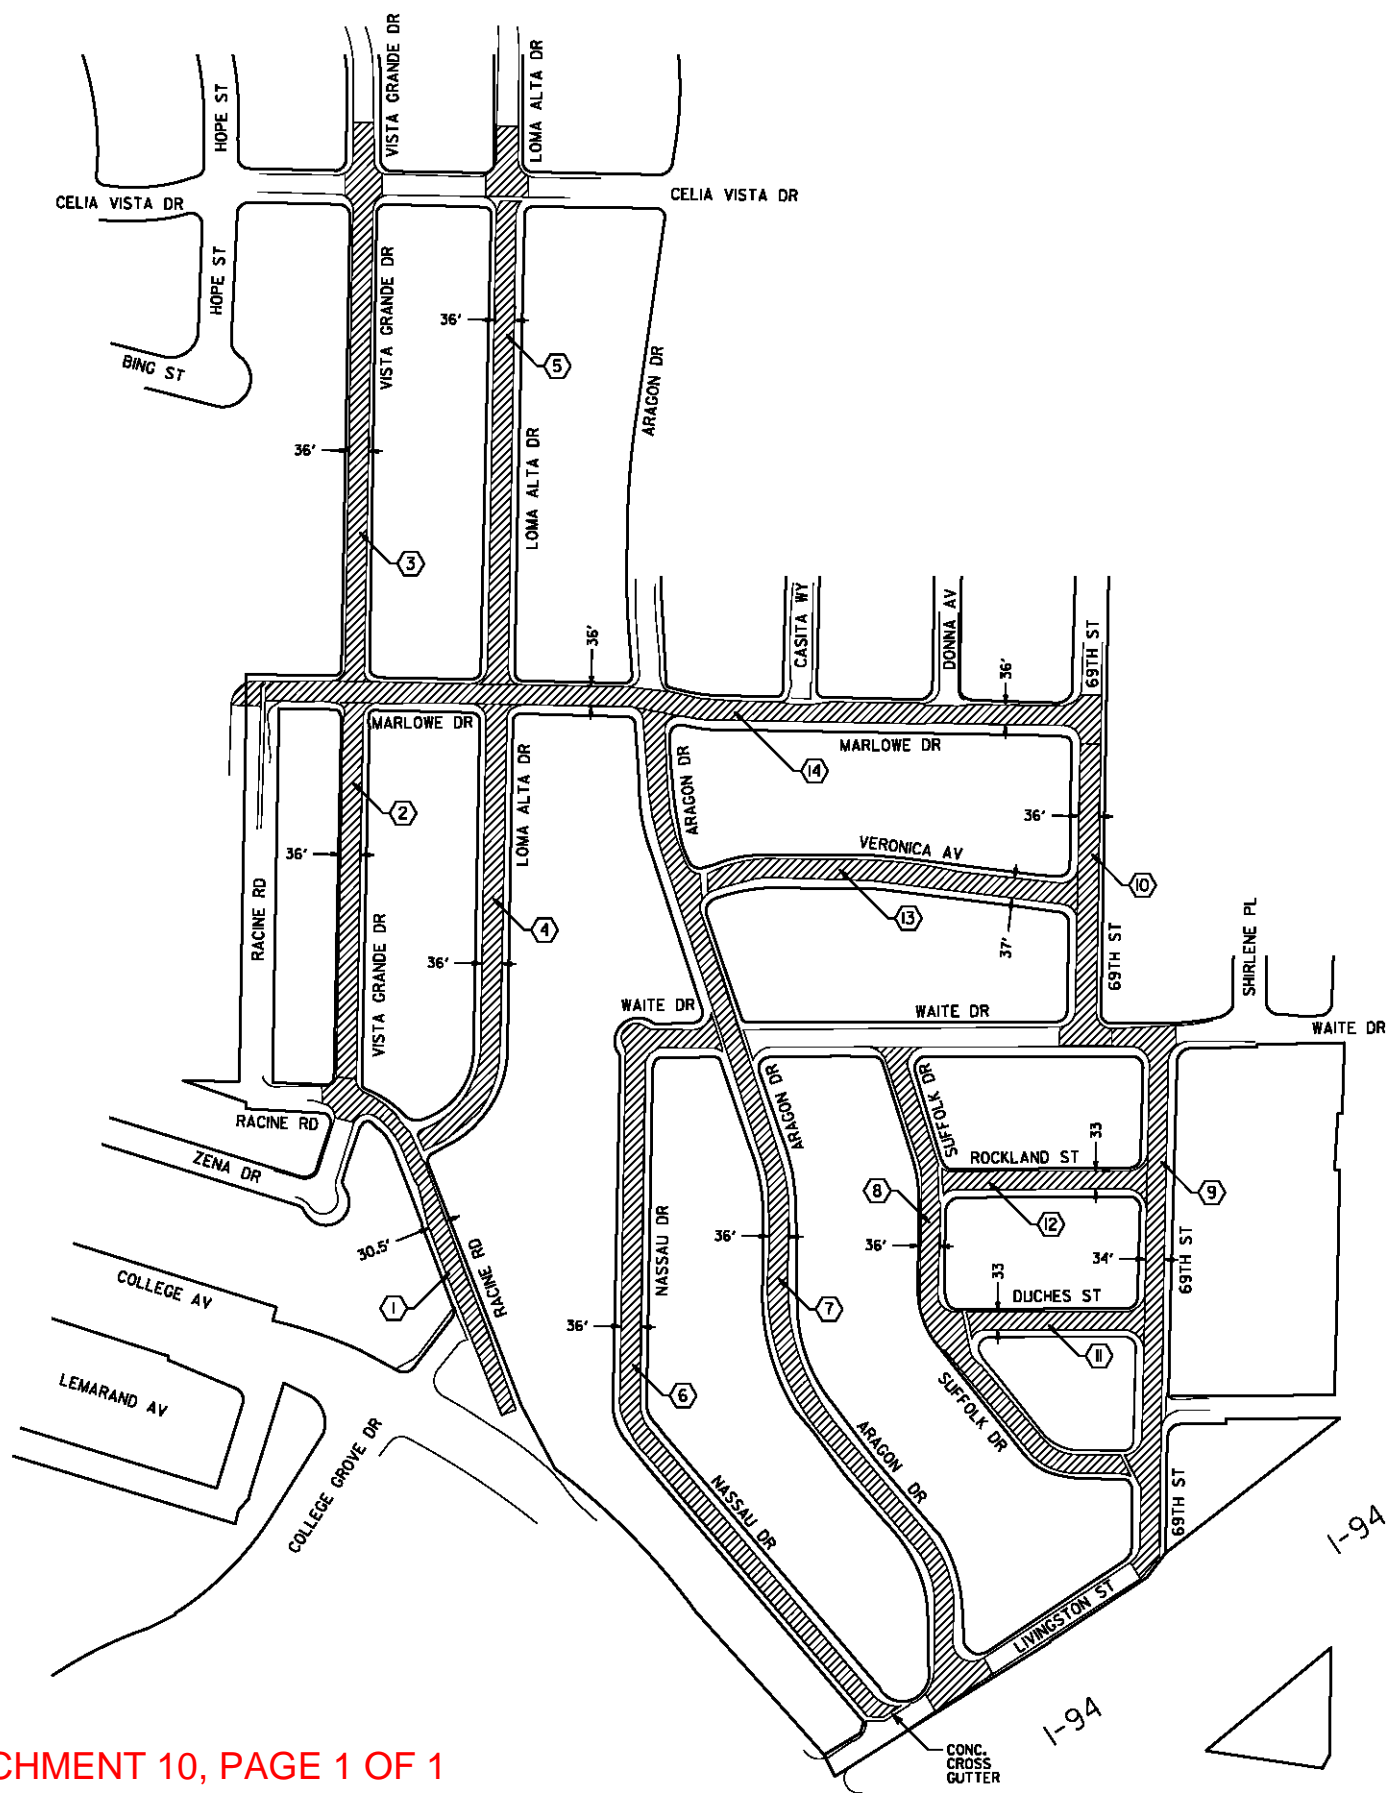 VISTA GRANDE DR
LOMA ALTA DR
HOPE ST
CELIA VISTA DR
CELIA VISTA DR
HOPE ST
VISTA GRANDE DR
36'
5
BING ST
ARAGON DR
36'
LOMA ALTA DR
3
36'
CASITA WY
DONNA AV
36'
69TH ST
MARLOWE DR
MARLOWE DR
14
ARAGON DR
LOMA ALTA DR
2
36'
36'
VERONICA AV
10
13
RACINE RD
4
VISTA GRANDE DR
36'
37'
69TH ST
SHIRLENE PL
WAITE DR
WAITE DR
WAITE DR
RACINE RD
ZENA DR
ARAGON DR
SUFFOLK DR
33
ROCKLAND ST
8
12
9
NASSAU DR
30.5'
RACINE RD
36'
36'
34'
69TH ST
COLLEGE AV
1
7
33
DUCHES ST
36'
11
LEMARAND AV
6
SUFFOLK DR
COLLEGE GROVE DR
ARAGON DR
NASSAU DR
69TH ST
I-94
LIVINGSTON ST
I-94
CONC.
CROSS
GUTTER
CHMENT 10, PAGE 1 OF 1